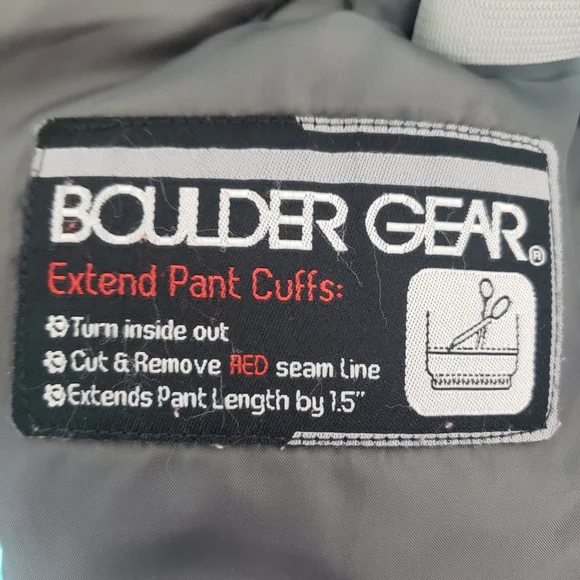 BOULDER GEAR®
Extend Pant Cuffs:
Turn inside out
Cut & Remove RED seam line
Extends Pant Length by 1.5"